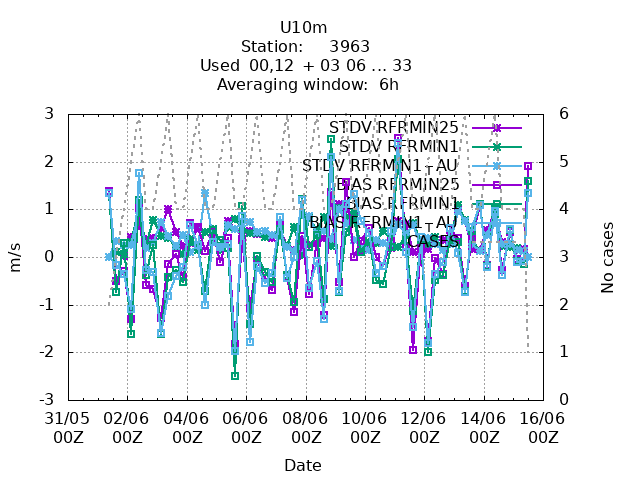 U10m
Station: 3963
Used 00,12 + 03 06 ... 33
Averaging window: 6h
3 6
STDV RFRMIN25
STDV RFRMIN1
2 5
STDV RFRMIN1_AU
BIAS RFRMIN25
1 4
BIAS RFRMIN1
BIAS RFRMIN1_AU
CASES
0 3
-1 2
-2 1
-3 0
m/s
No cases
31/05 02/06 04/06 06/06 08/06 10/06 12/06 14/06 16/06
00Z 00Z 00Z 00Z 00Z 00Z 00Z 00Z 00Z
Date